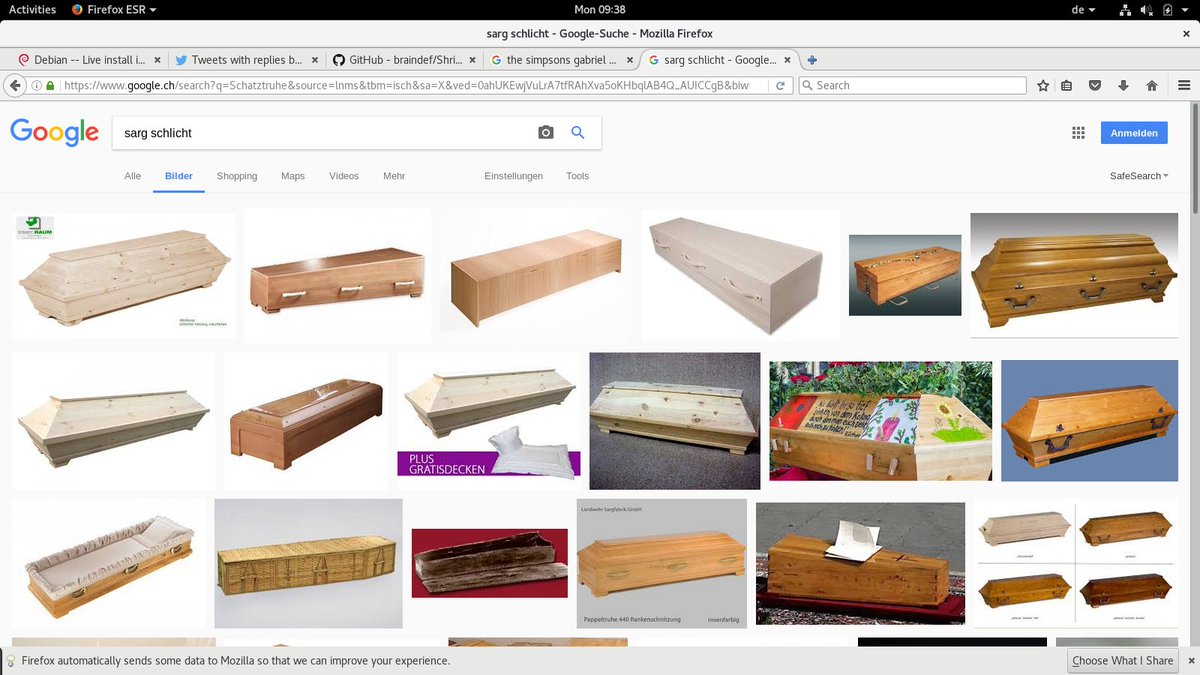 Activities Firefox ESR Mon 09:38 de
sarg schlicht - Google-Suche - Mozilla Firefox
Debian -- Live install i... Tweets with replies b... GitHub - braindef/Shri... the simpsons gabriel ... sarg schlicht - Google...
https://www.google.ch/search?q=Schatztruhe&source=lnms&tbm=isch&sa=X&ved=0ahUKEwjVuLrA7tfRAhXva5oKHbqlAB4Q_AUICCgB&biw Search
Google sarg schlicht Anmelden
Alle Bilder Shopping Maps Videos Mehr Einstellungen Tools SafeSearch
RAUM
PLUS
GRATISDECKEN
Landwehr Sargfabrik GmbH
Pappeltruhe 440 Rankenschnitzung rosenfarbig
Firefox automatically sends some data to Mozilla so that we can improve your experience. Choose What I Share